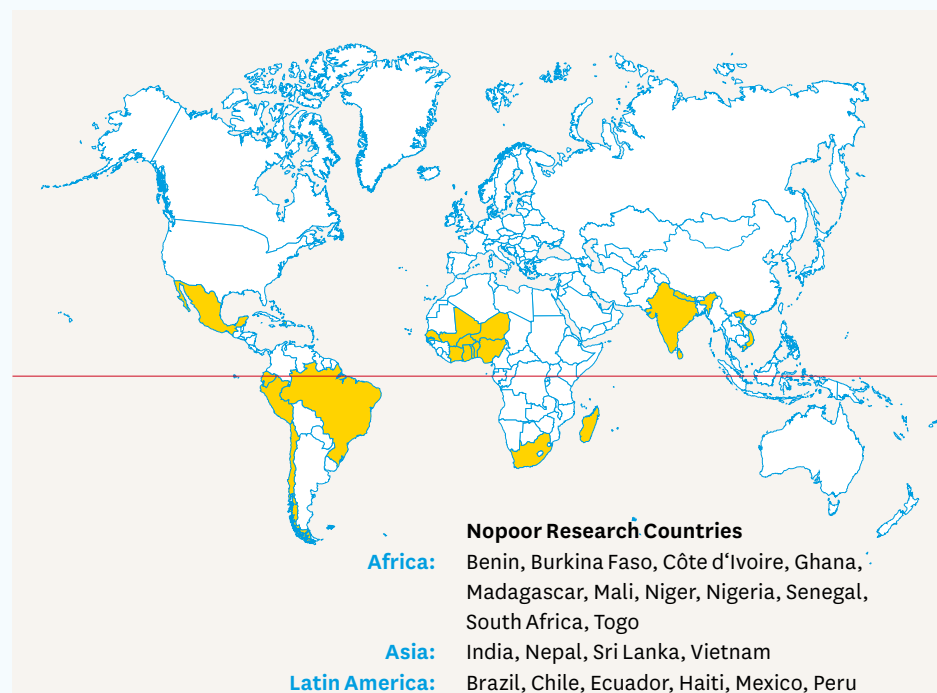 Nopoor Research Countries
Africa: Benin, Burkina Faso, Côte d‘Ivoire, Ghana,
Madagascar, Mali, Niger, Nigeria, Senegal,
South Africa, Togo
Asia: India, Nepal, Sri Lanka, Vietnam
Latin America: Brazil, Chile, Ecuador, Haiti, Mexico, Peru